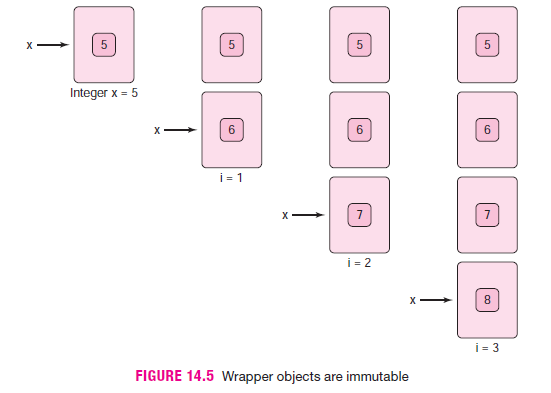 x 5 5 5 5
Integer x = 5
x 6 6 6
i = 1
x 7 7
i = 2
x 8
i = 3
FIGURE 14.5 Wrapper objects are immutable